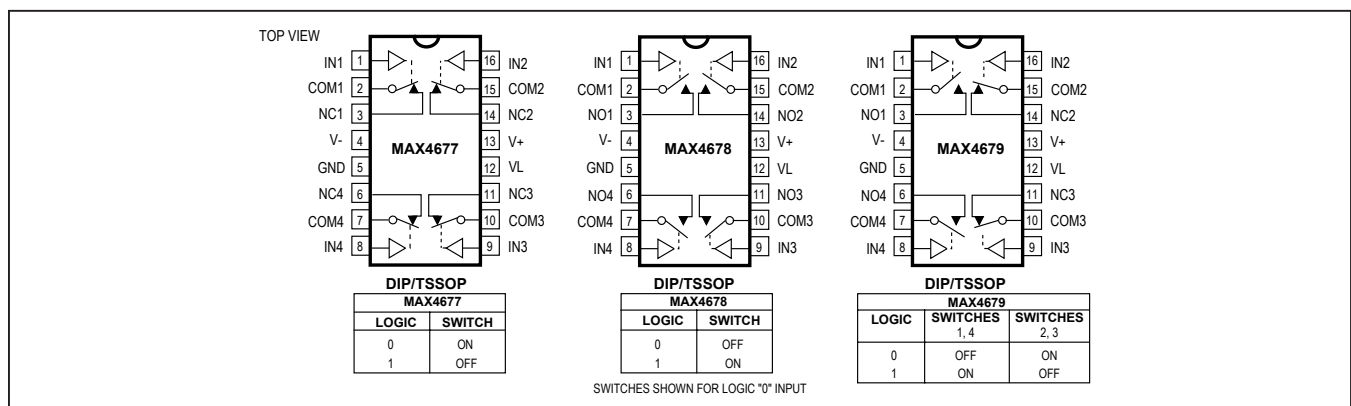 TOP VIEW
IN1 1 16 IN2
COM1 2 15 COM2
NC1 3 14 NC2
V- 4 13 V+
MAX4677
GND 5 12 VL
NC4 6 11 NC3
COM4 7 10 COM3
IN4 8 9 IN3
DIP/TSSOP
MAX4677
LOGIC SWITCH
0 ON
1 OFF
IN1 1 16 IN2
COM1 2 15 COM2
NO1 3 14 NO2
V- 4 13 V+
MAX4678
GND 5 12 VL
NO4 6 11 NO3
COM4 7 10 COM3
IN4 8 9 IN3
DIP/TSSOP
MAX4678
LOGIC SWITCH
0 OFF
1 ON
SWITCHES SHOWN FOR LOGIC "0" INPUT
IN1 1 16 IN2
COM1 2 15 COM2
NO1 3 14 NC2
V- 4 13 V+
MAX4679
GND 5 12 VL
NO4 6 11 NC3
COM4 7 10 COM3
IN4 8 9 IN3
DIP/TSSOP
MAX4679
LOGIC SWITCHES SWITCHES
1, 4 2, 3
0 OFF ON
1 ON OFF